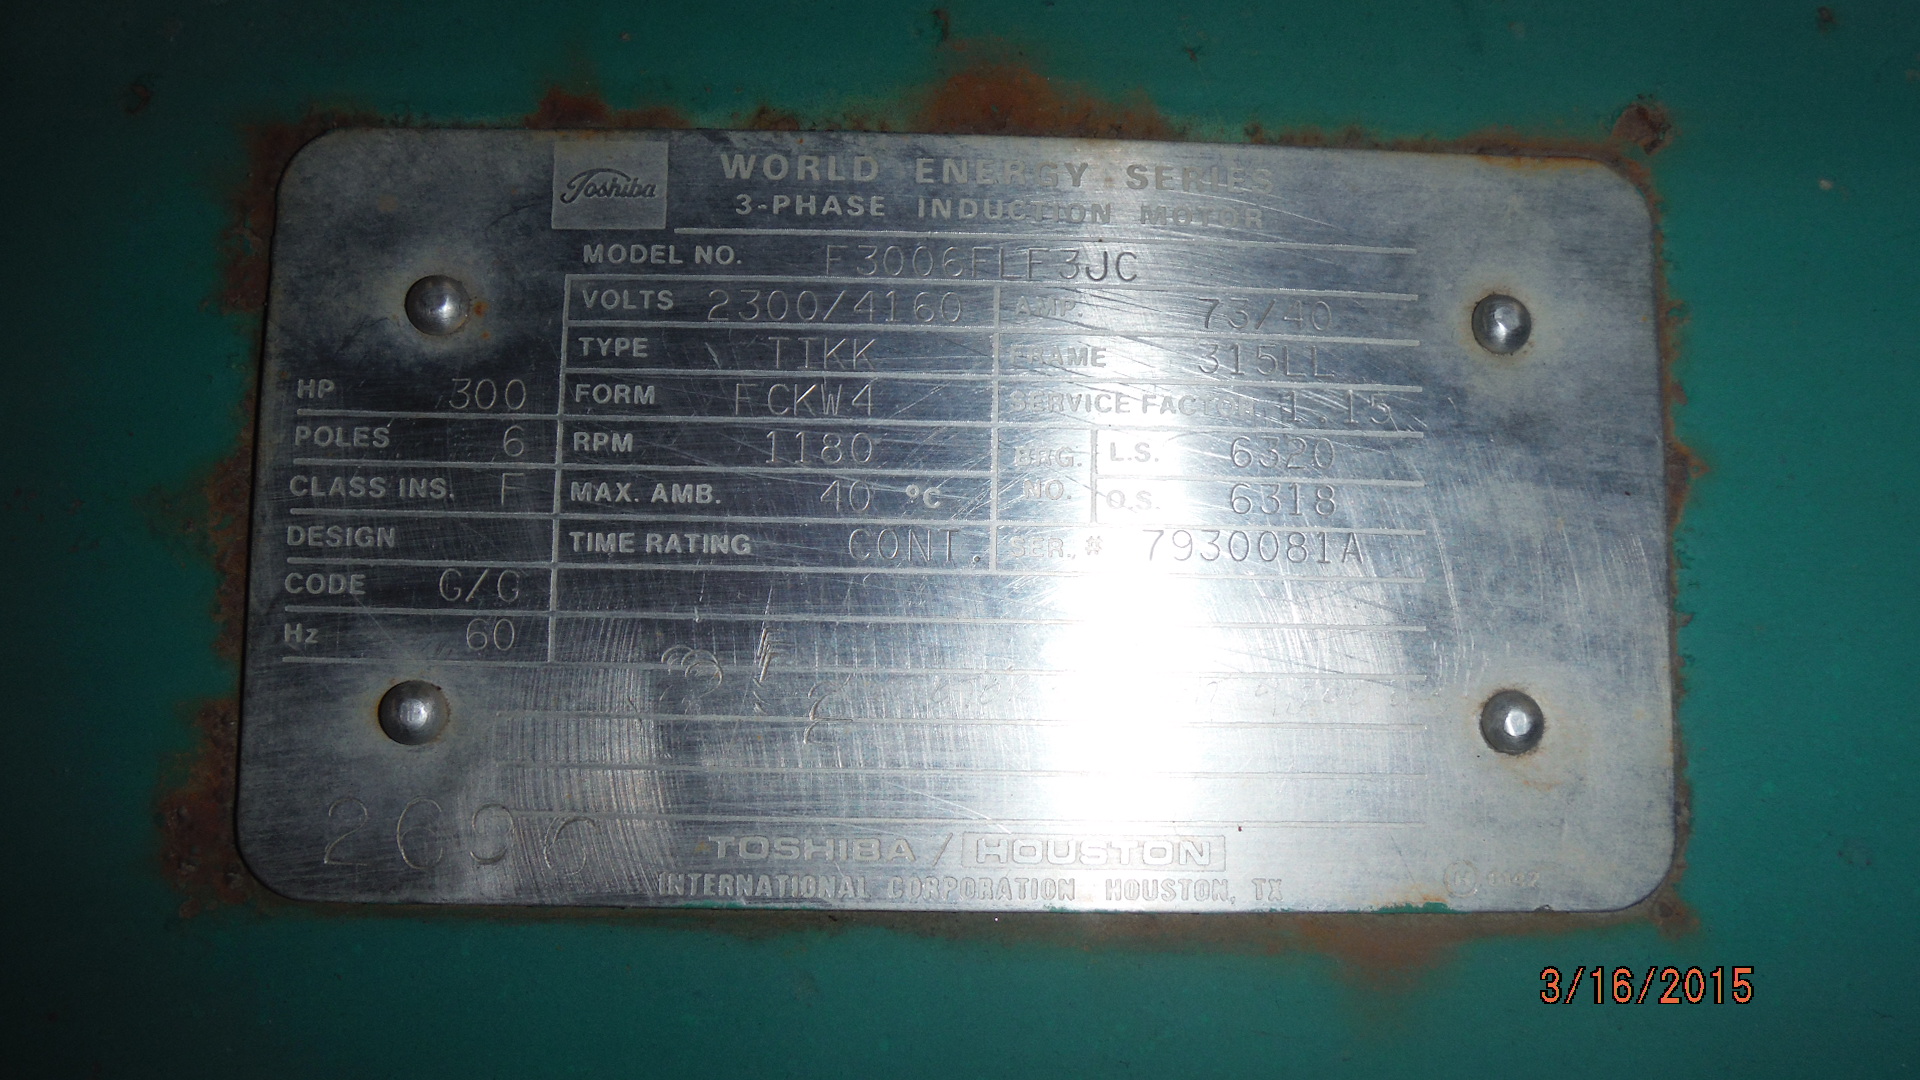 Toshiba
WORLD ENERGY SERIES
3-PHASE INDUCTION MOTOR
MODEL NO. F3006FLF3JC
VOLTS 2300/4160 AMP. 73/40
TYPE TIKK FRAME 315LL
HP 300 FORM FCKW4 SERVICE FACTOR 1.15
POLES 6 RPM 1180 BRG. NO. L.S. 6320
CLASS INS. F MAX. AMB. 40 °C O.S. 6318
DESIGN TIME RATING CONT. SER. # 7930081A
CODE G/G
Hz 60
TOSHIBA / HOUSTON
INTERNATIONAL CORPORATION HOUSTON, TX
3/16/2015